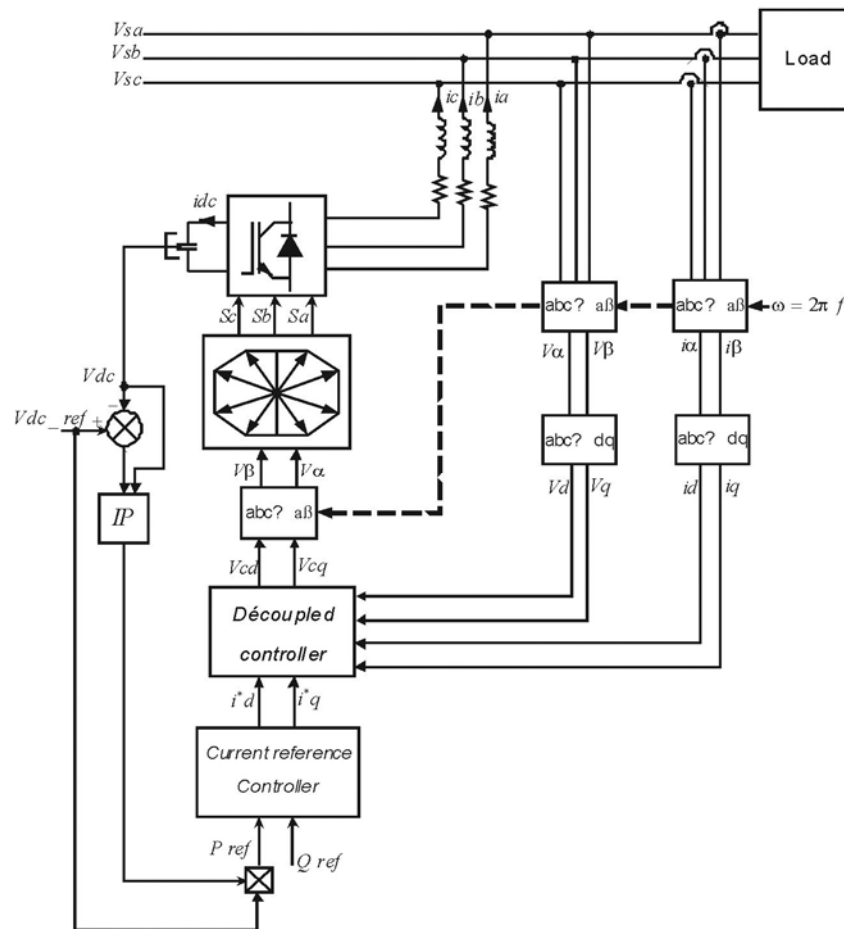 Vsa
Vsb
Vsc
Load
ic ib ia
idc
abc? aß
abc? aß
ω = 2π f
Sc Sb Sa
Vα Vβ
iα iβ
Vdc
−
Vdc_ref +
abc? dq
abc? dq
Vβ Vα
Vd Vq
id iq
IP
abc? aß
Vcd Vcq
Découpled
controller
i*d i*q
Current reference
Controller
P ref
Q ref